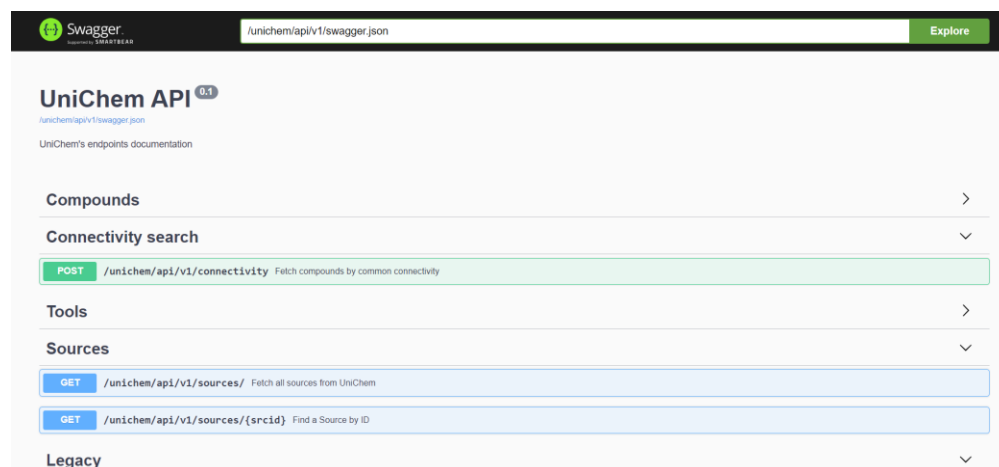 Swagger.
Supported by SMARTBEAR
/unichem/api/v1/swagger.json
Explore
UniChem API 0.1
/unichem/api/v1/swagger.json
UniChem's endpoints documentation
Compounds
Connectivity search
POST /unichem/api/v1/connectivity Fetch compounds by common connectivity
Tools
Sources
GET /unichem/api/v1/sources/ Fetch all sources from UniChem
GET /unichem/api/v1/sources/{srcid} Find a Source by ID
Legacy